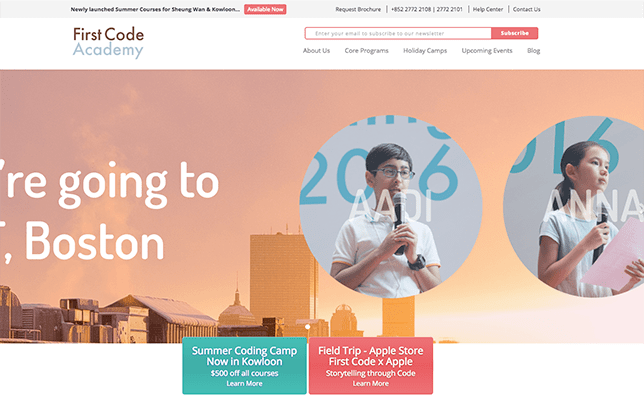 Newly launched Summer Courses for Sheung Wan & Kowloon... Available Now
Request Brochure | +852 2772 2108 | 2772 2101 | Help Center | Contact Us
First Code
Academy
Enter your email to subscribe to our newsletter Subscribe
About Us Core Programs Holiday Camps Upcoming Events Blog
're going to
, Boston
2016
AADI
2016
ANNA
Summer Coding Camp
Now in Kowloon
$500 off all courses
Learn More
Field Trip - Apple Store
First Code x Apple
Storytelling through Code
Learn More